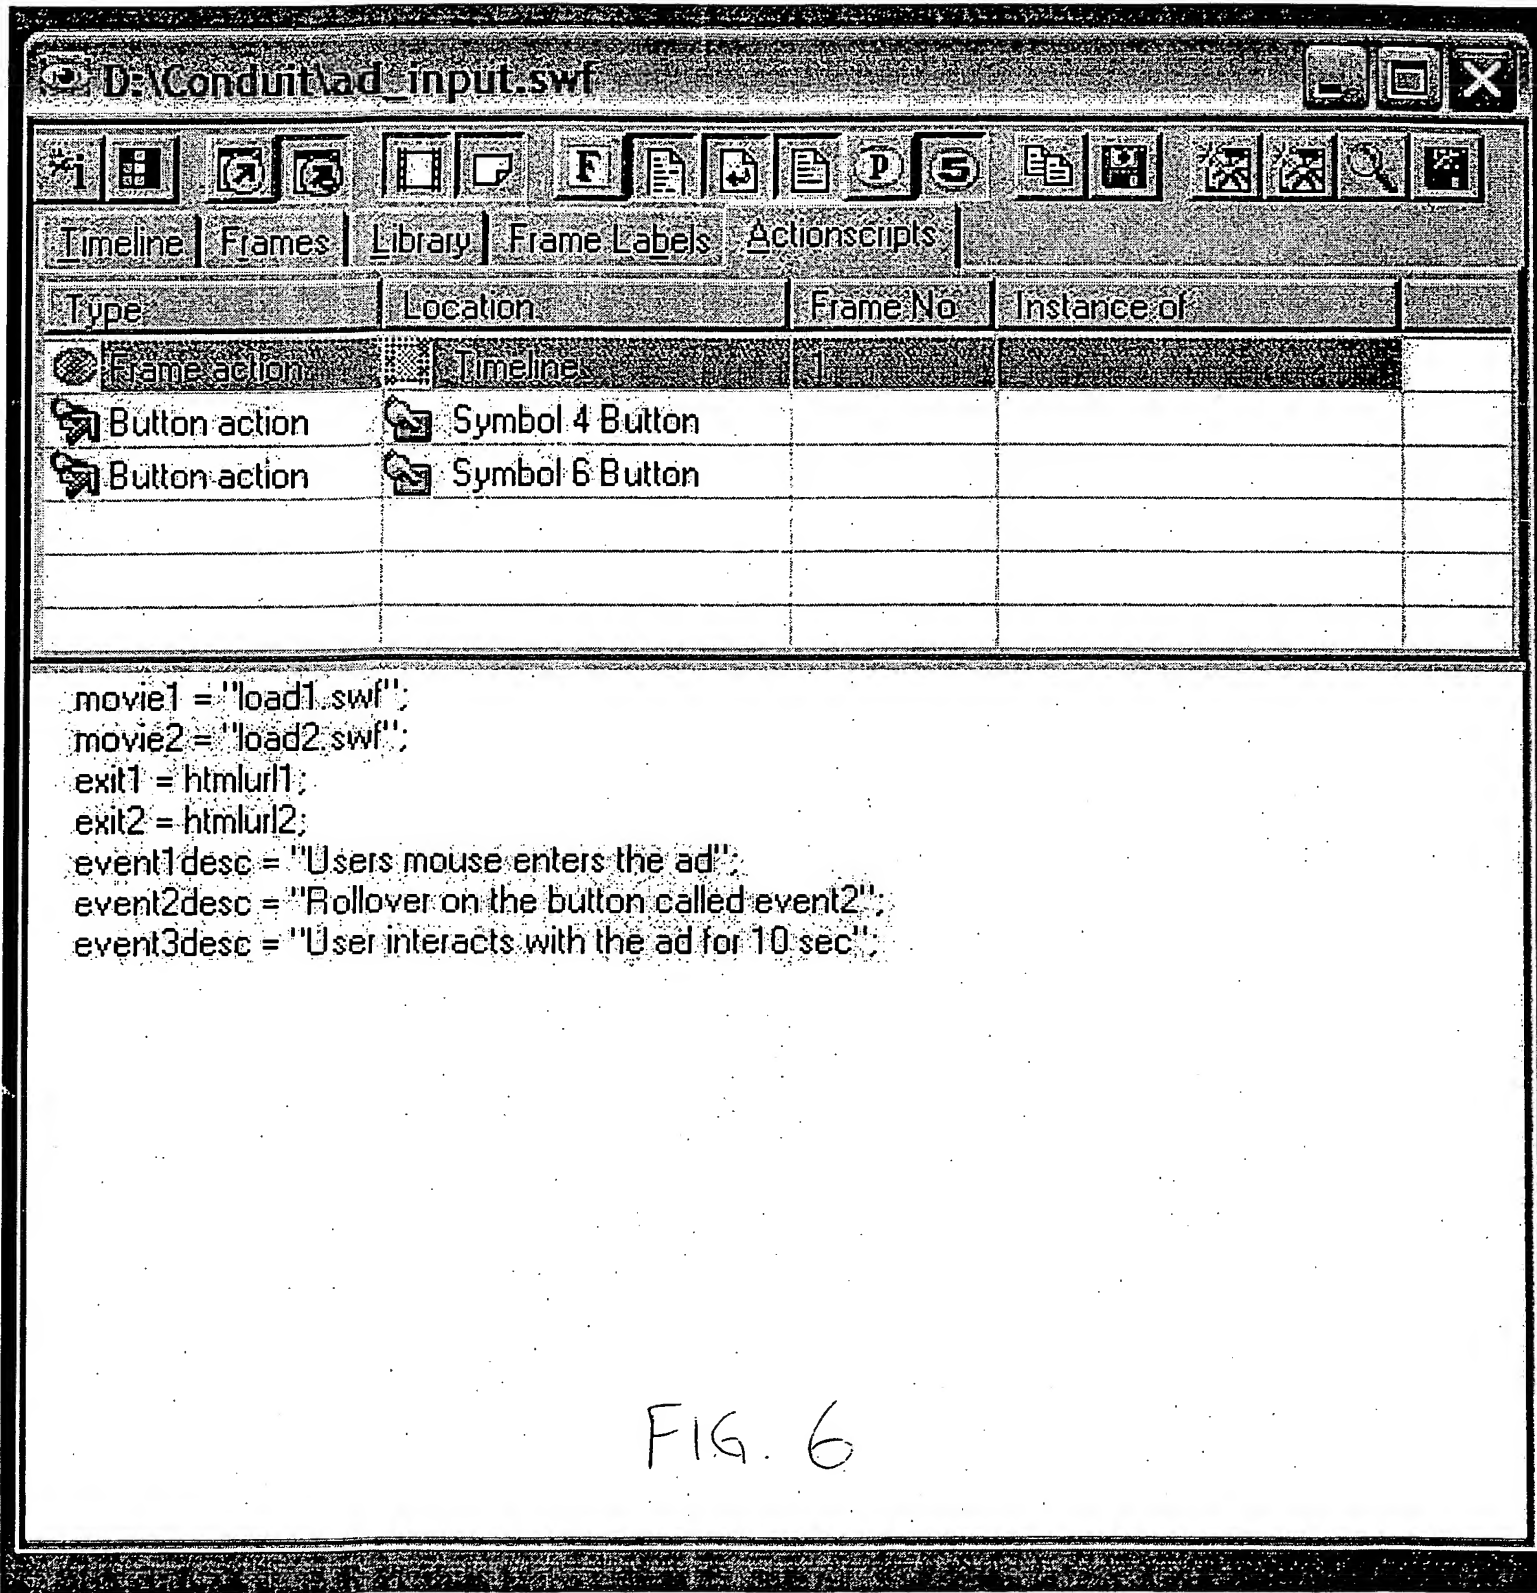 D:\Conduit\ad_input.swf
Timeline Frames Library Frame Labels Actionscripts
Type Location Frame No Instance of
Frame action Timeline 1
Button action Symbol 4 Button
Button action Symbol 6 Button
movie1 = "load1.swf";
movie2 = "load2.swf";
exit1 = htmlurl1;
exit2 = htmlurl2;
event1desc = "Users mouse enters the ad";
event2desc = "Rollover on the button called event2";
event3desc = "User interacts with the ad for 10 sec";
FIG. 6